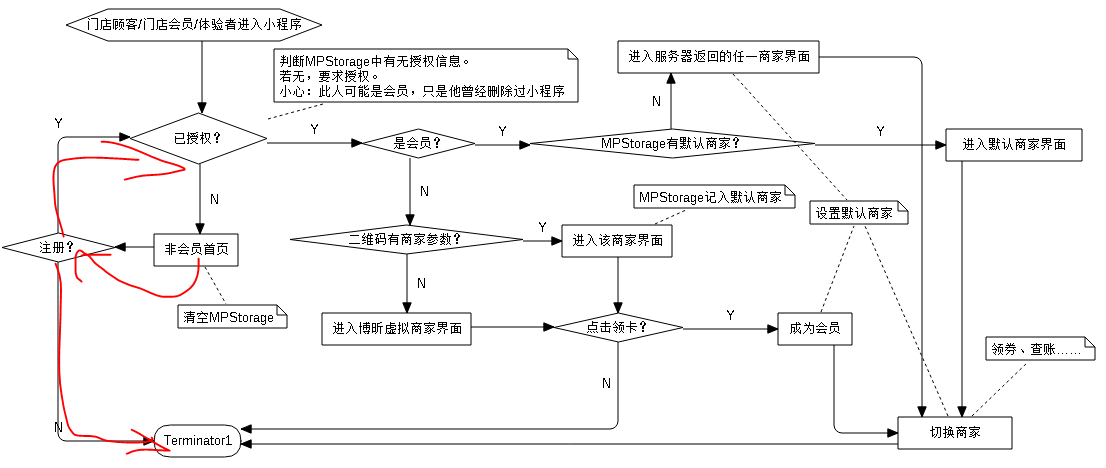 门店顾客/门店会员/体验者进入小程序
判断MPStorage中有无授权信息。
若无，要求授权。
小心：此人可能是会员，只是他曾经删除过小程序
进入服务器返回的任一商家界面
N
Y
已授权？
Y
是会员？
Y
MPStorage有默认商家？
Y
进入默认商家界面
N
N
MPStorage记入默认商家
设置默认商家
注册？
非会员首页
二维码有商家参数？
Y
进入该商家界面
N
清空MPStorage
进入博昕虚拟商家界面
点击领卡？
Y
成为会员
领券、查账......
N
N
Terminator1
切换商家